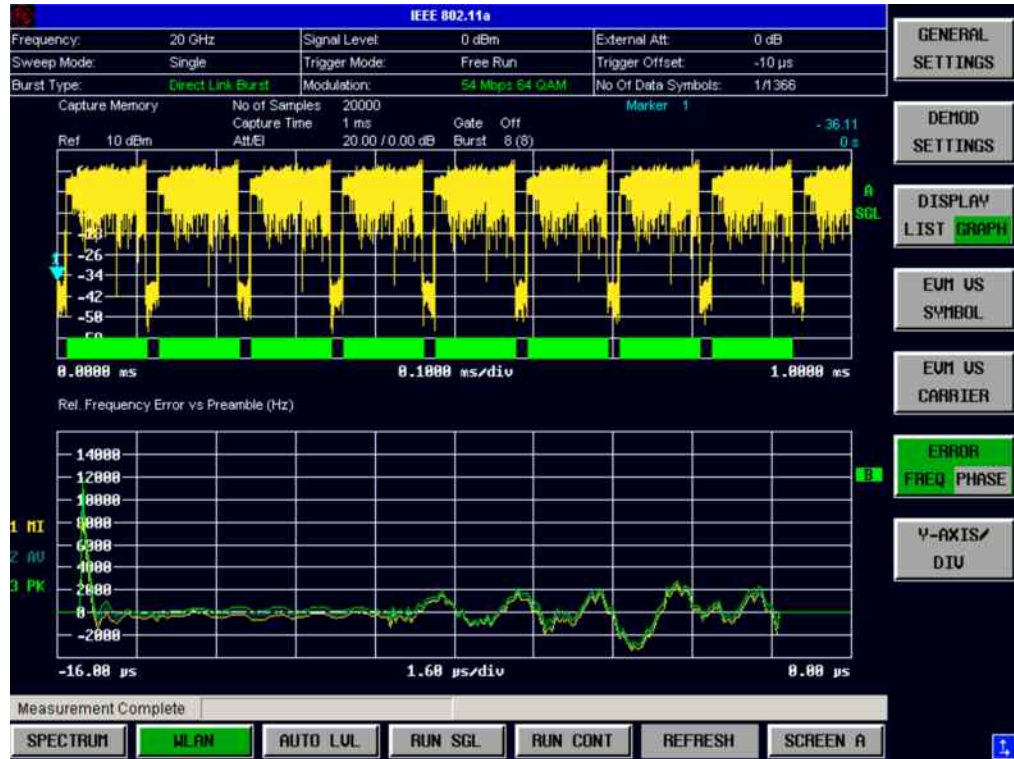 IEEE 802.11a
Frequency: 20 GHz Signal Level: 0 dBm External Att: 0 dB
Sweep Mode: Single Trigger Mode: Free Run Trigger Offset: -10 µs
Burst Type: Direct Link Burst Modulation: 54 Mbps 64 QAM No Of Data Symbols: 1/1366
Capture Memory No of Samples 20000 Marker 1
Capture Time 1 ms Gate Off - 36.11
Ref 10 dBm Att/El 20.00 / 0.00 dB Burst 8 (8) 0 s
A
SGL
-18
1
-26
-34
-42
-50
0.0000 ms 0.1000 ms/div 1.0000 ms
Rel. Frequency Error vs Preamble (Hz)
14000
12000
B
10000
1 MI
8000
6000
2 AV
4000
3 PK
2000
0
-2000
-16.00 µs 1.60 µs/div 0.00 µs
Measurement Complete
SPECTRUM WLAN AUTO LVL RUN SGL RUN CONT REFRESH SCREEN A
GENERAL
SETTINGS
DEMOD
SETTINGS
DISPLAY
LIST GRAPH
EVM VS
SYMBOL
EVM VS
CARRIER
ERROR
FREQ PHASE
Y-AXIS/
DIV